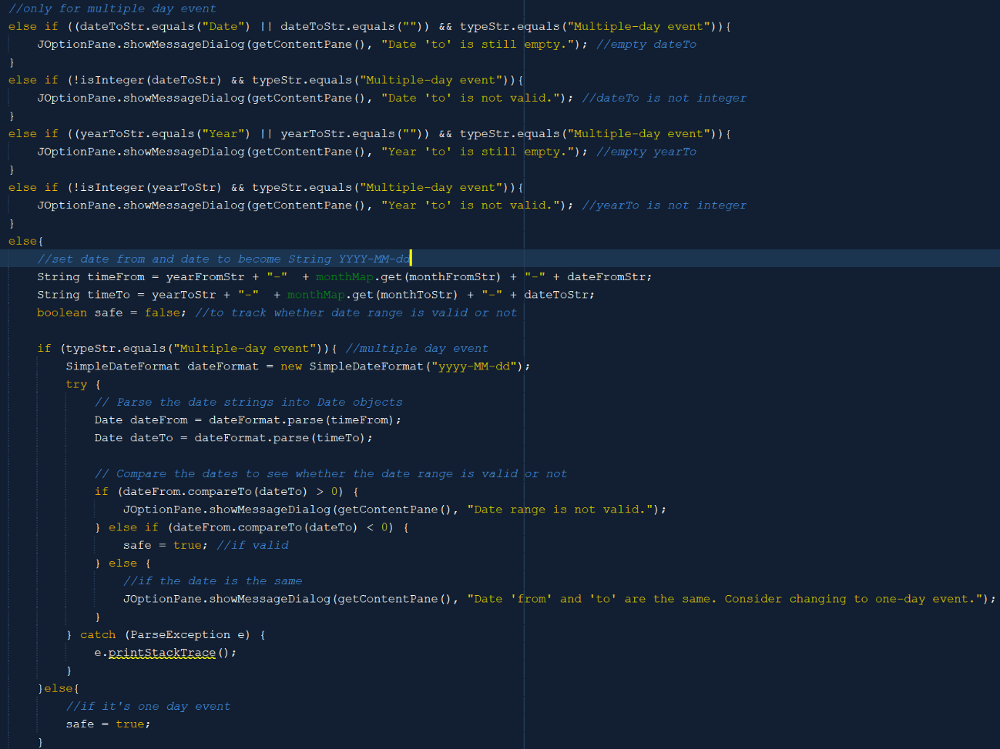 //only for multiple day event
else if ((dateToStr.equals("Date") || dateToStr.equals("")) && typeStr.equals("Multiple-day event")){
JOptionPane.showMessageDialog(getContentPane(), "Date 'to' is still empty."); //empty dateTo
}
else if (!isInteger(dateToStr) && typeStr.equals("Multiple-day event")){
JOptionPane.showMessageDialog(getContentPane(), "Date 'to' is not valid."); //dateTo is not integer
}
else if ((yearToStr.equals("Year") || yearToStr.equals("")) && typeStr.equals("Multiple-day event")){
JOptionPane.showMessageDialog(getContentPane(), "Year 'to' is still empty."); //empty yearTo
}
else if (!isInteger(yearToStr) && typeStr.equals("Multiple-day event")){
JOptionPane.showMessageDialog(getContentPane(), "Year 'to' is not valid."); //yearTo is not integer
}
else{
//set date from and date to become String YYYY-MM-dd
String timeFrom = yearFromStr + "-"  + monthMap.get(monthFromStr) + "-" + dateFromStr;
String timeTo = yearToStr + "-"  + monthMap.get(monthToStr) + "-" + dateToStr;
boolean safe = false; //to track whether date range is valid or not
if (typeStr.equals("Multiple-day event")){ //multiple day event
SimpleDateFormat dateFormat = new SimpleDateFormat("yyyy-MM-dd");
try {
// Parse the date strings into Date objects
Date dateFrom = dateFormat.parse(timeFrom);
Date dateTo = dateFormat.parse(timeTo);
// Compare the dates to see whether the date range is valid or not
if (dateFrom.compareTo(dateTo) > 0) {
JOptionPane.showMessageDialog(getContentPane(), "Date range is not valid.");
} else if (dateFrom.compareTo(dateTo) < 0) {
safe = true; //if valid
} else {
//if the date is the same
JOptionPane.showMessageDialog(getContentPane(), "Date 'from' and 'to' are the same. Consider changing to one-day event.");
}
} catch (ParseException e) {
e.printStackTrace();
}
}else{
//if it's one day event
safe = true;
}